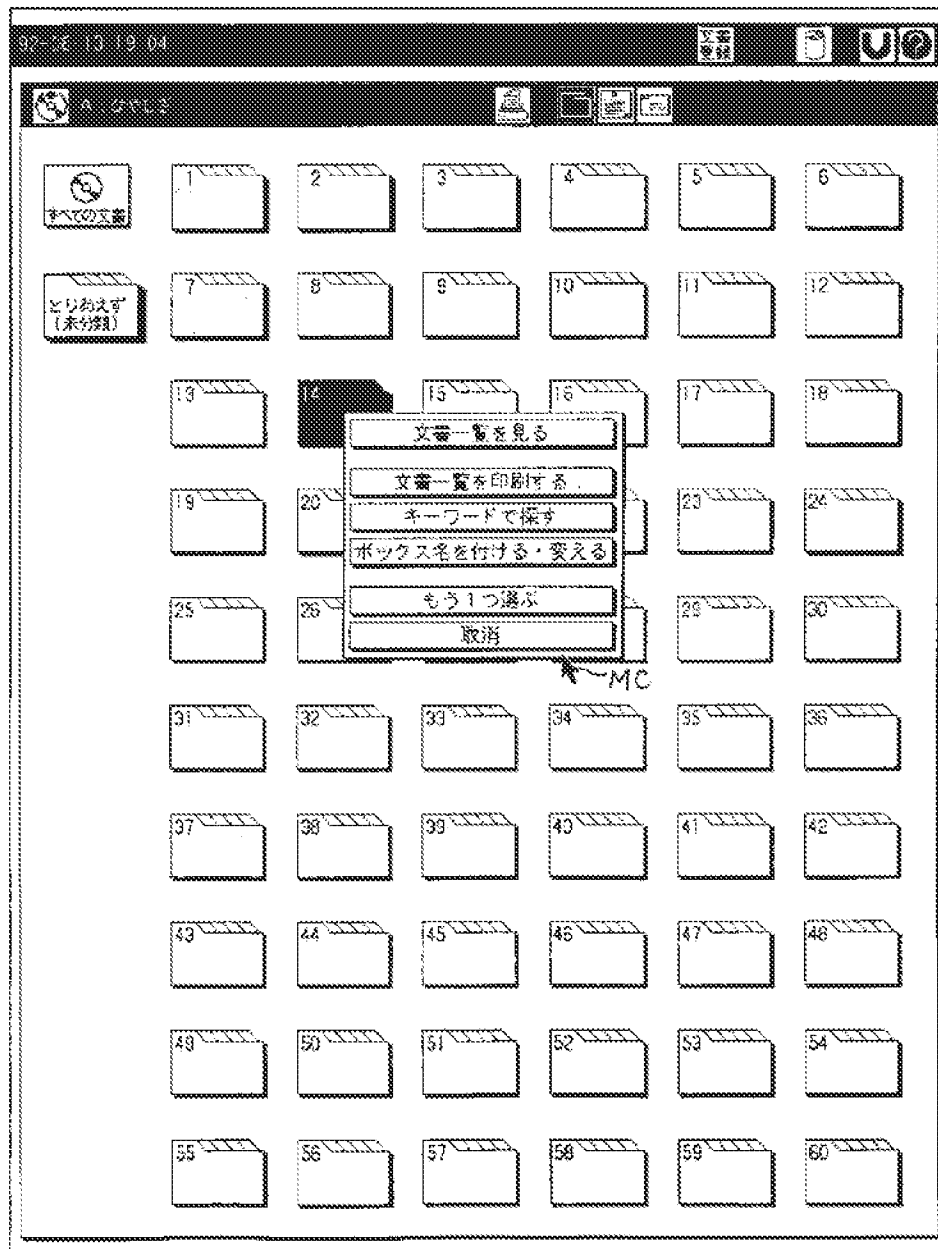 文書
登録
すべての文書
1 2 3 4 5 6
とりあえず
(未分類)
7 8 9 10 11 12
13 14 15 16 17 18
文書一覧を見る
文書一覧を印刷する
19 20 23 24
キーワードで探す
ボックス名を付ける・変える
もう1つ選ぶ
25 26 29 30
取消
MC
31 32 33 34 35 36
37 38 39 40 41 42
43 44 45 46 47 48
49 50 51 52 53 54
55 56 57 58 59 60